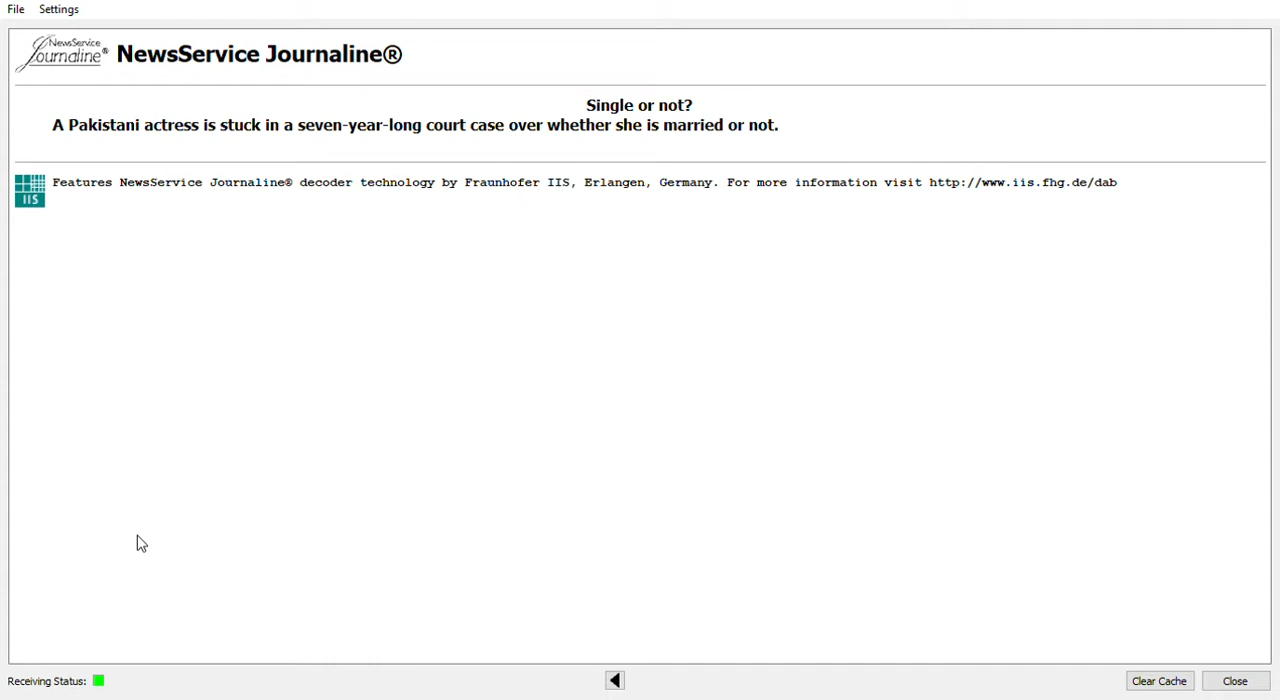 File Settings
NewsService Journaline® NewsService Journaline®
Single or not?
A Pakistani actress is stuck in a seven-year-long court case over whether she is married or not.
IIS Features NewsService Journaline® decoder technology by Fraunhofer IIS, Erlangen, Germany. For more information visit http://www.iis.fhg.de/dab
Receiving Status: Clear Cache Close